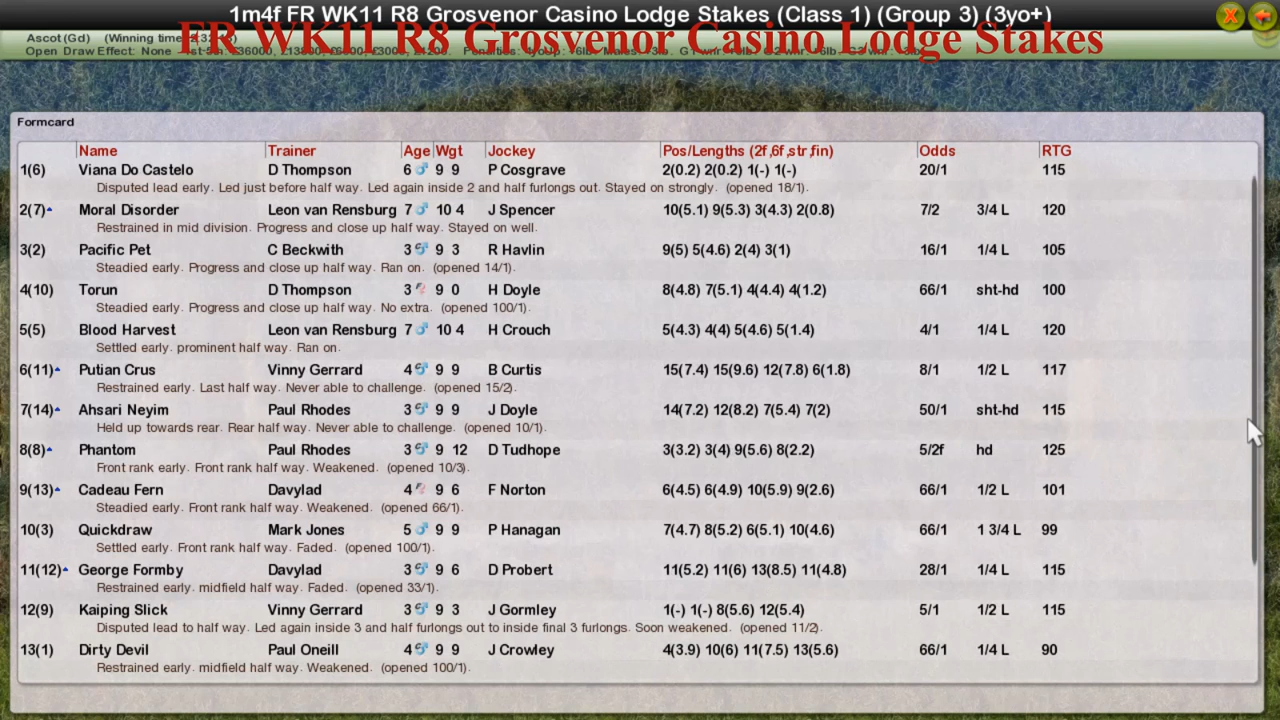 1m4f FR WK11 R8 Grosvenor Casino Lodge Stakes (Class 1) (Group 3) (3yo+)
FR WK11 R8 Grosvenor Casino Lodge Stakes
Ascot(Gd) (Winning time
Open Draw Effect: None
Formcard
Name Trainer Age Wgt Jockey Pos/Lengths (2f,6f,str,fin) Odds RTG
1(6) Viana Do Castelo D Thompson 6 9 9 P Cosgrave 2(0.2) 2(0.2) 1(-) 1(-) 20/1 115
Disputed lead early. Led just before half way. Led again inside 2 and half furlongs out. Stayed on strongly. (opened 18/1).
2(7) Moral Disorder Leon van Rensburg 7 10 4 J Spencer 10(5.1) 9(5.3) 3(4.3) 2(0.8) 7/2 3/4 L 120
Restrained in mid division. Progress and close up half way. Stayed on well.
3(2) Pacific Pet C Beckwith 3 9 3 R Havlin 9(5) 5(4.6) 2(4) 3(1) 16/1 1/4 L 105
Steadied early. Progress and close up half way. Ran on. (opened 14/1).
4(10) Torun D Thompson 3 9 0 H Doyle 8(4.8) 7(5.1) 4(4.4) 4(1.2) 66/1 sht-hd 100
Steadied early. Progress and close up half way. No extra. (opened 100/1).
5(5) Blood Harvest Leon van Rensburg 7 10 4 H Crouch 5(4.3) 4(4) 5(4.6) 5(1.4) 4/1 1/4 L 120
Settled early. prominent half way. Ran on.
6(11) Putian Crus Vinny Gerrard 4 9 9 B Curtis 15(7.4) 15(9.6) 12(7.8) 6(1.8) 8/1 1/2 L 117
Restrained early. Last half way. Never able to challenge. (opened 15/2).
7(14) Ahsari Neyim Paul Rhodes 3 9 9 J Doyle 14(7.2) 12(8.2) 7(5.4) 7(2) 50/1 sht-hd 115
Held up towards rear. Rear half way. Never able to challenge. (opened 10/1).
8(8) Phantom Paul Rhodes 3 9 12 D Tudhope 3(3.2) 3(4) 9(5.6) 8(2.2) 5/2f hd 125
Front rank early. Front rank half way. Weakened. (opened 10/3).
9(13) Cadeau Fern Davylad 4 9 6 F Norton 6(4.5) 6(4.9) 10(5.9) 9(2.6) 66/1 1/2 L 101
Steadied early. Front rank half way. Weakened. (opened 66/1).
10(3) Quickdraw Mark Jones 5 9 9 P Hanagan 7(4.7) 8(5.2) 6(5.1) 10(4.6) 66/1 1 3/4 L 99
Settled early. Front rank half way. Faded. (opened 100/1).
11(12) George Formby Davylad 3 9 6 D Probert 11(5.2) 11(6) 13(8.5) 11(4.8) 28/1 1/4 L 115
Restrained early. midfield half way. Faded. (opened 33/1).
12(9) Kaiping Slick Vinny Gerrard 3 9 3 J Gormley 1(-) 1(-) 8(5.6) 12(5.4) 5/1 1/2 L 115
Disputed lead to half way. Led again inside 3 and half furlongs out to inside final 3 furlongs. Soon weakened. (opened 11/2).
13(1) Dirty Devil Paul Oneill 4 9 9 J Crowley 4(3.9) 10(6) 11(7.5) 13(5.6) 66/1 1/4 L 90
Restrained early. midfield half way. Weakened. (opened 100/1).